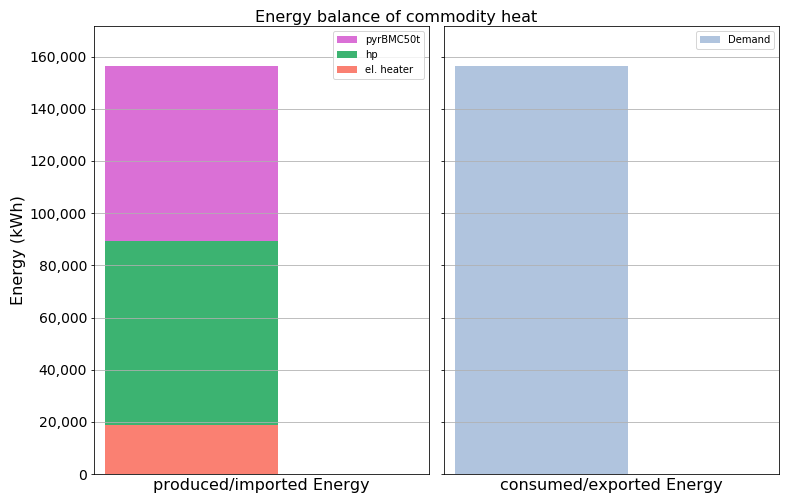 Energy balance of commodity heat
Energy (kWh)
160,000
140,000
120,000
100,000
80,000
60,000
40,000
20,000
0
pyrBMC50t
hp
el. heater
produced/imported Energy
Demand
consumed/exported Energy